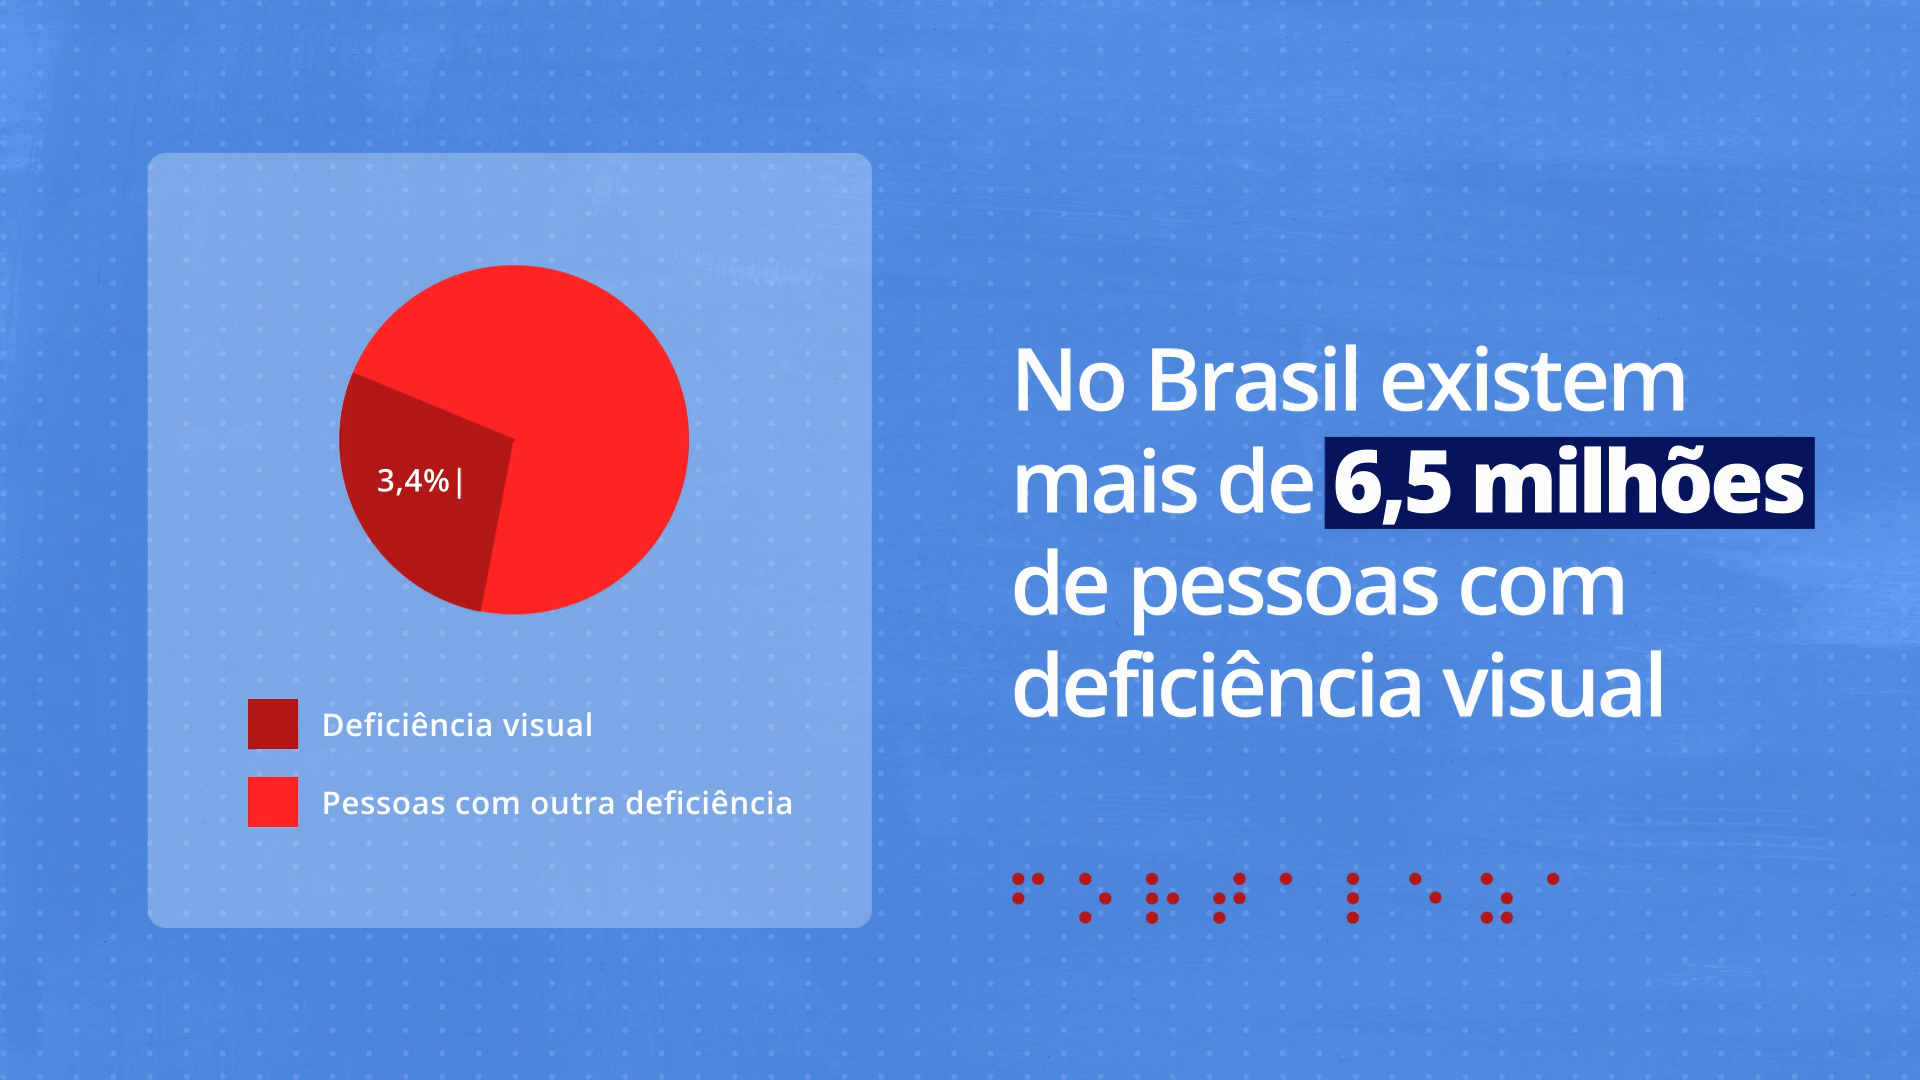 3,4%|
Deficiência visual
Pessoas com outra deficiência
No Brasil existem
mais de 6,5 milhões
de pessoas com
deficiência visual
⠋⠕⠗⠞⠁⠇⠑⠵⠁